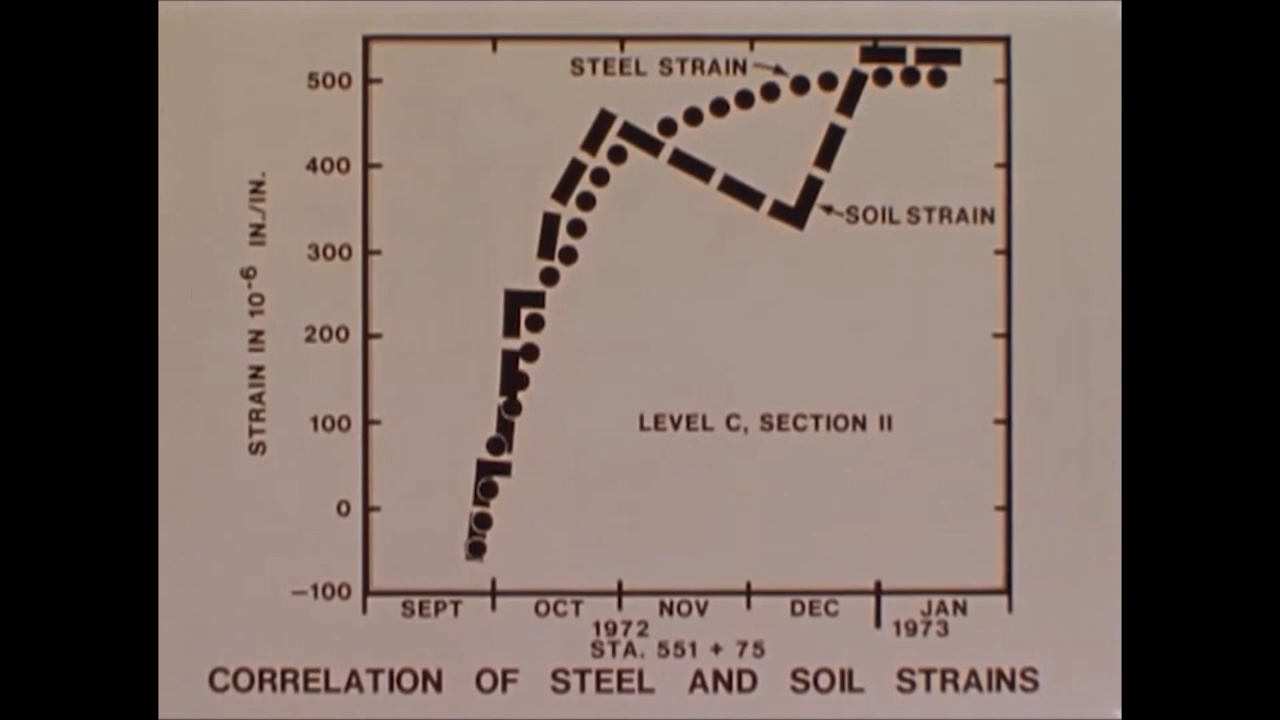 STEEL STRAIN
500
400
300
200
100
0
−100
STRAIN IN 10-6 IN./IN.
SOIL STRAIN
LEVEL C, SECTION II
SEPT OCT NOV DEC JAN
1972 1973
STA. 551 + 75
CORRELATION OF STEEL AND SOIL STRAINS